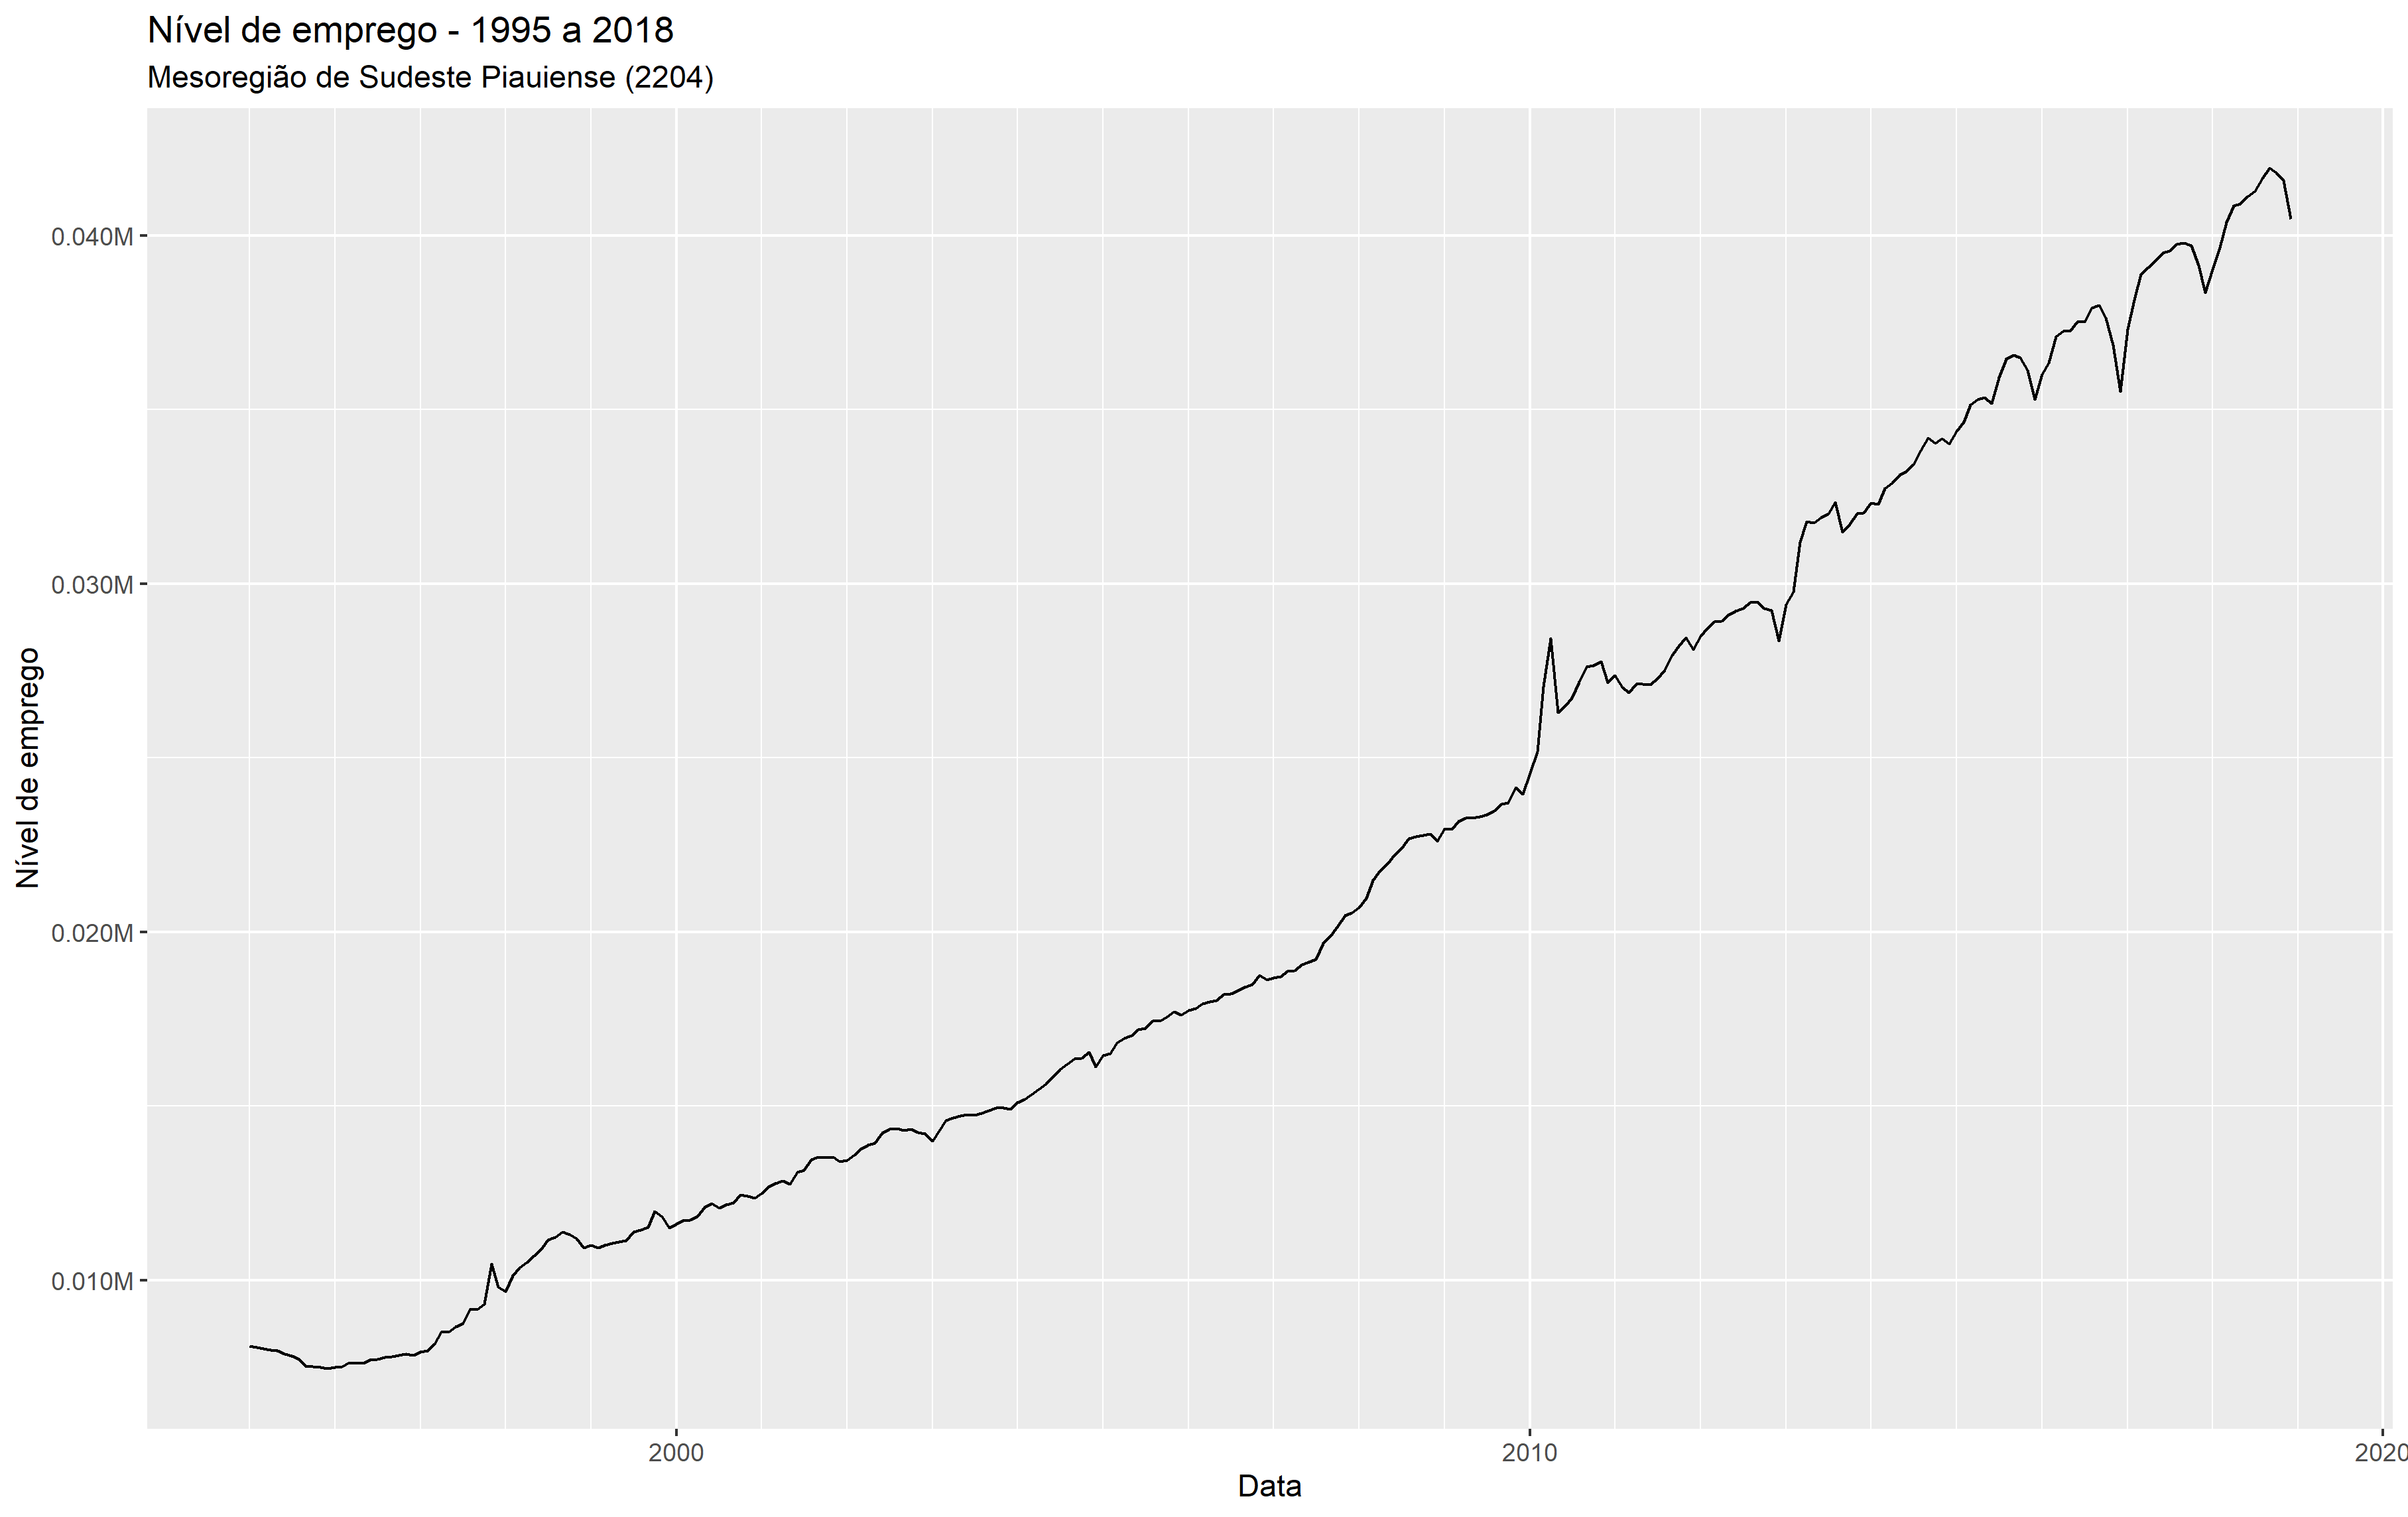 Nível de emprego - 1995 a 2018
Mesoregião de Sudeste Piauiense (2204)
Nível de emprego
0.040M
0.030M
0.020M
0.010M
2000
2010
2020
Data